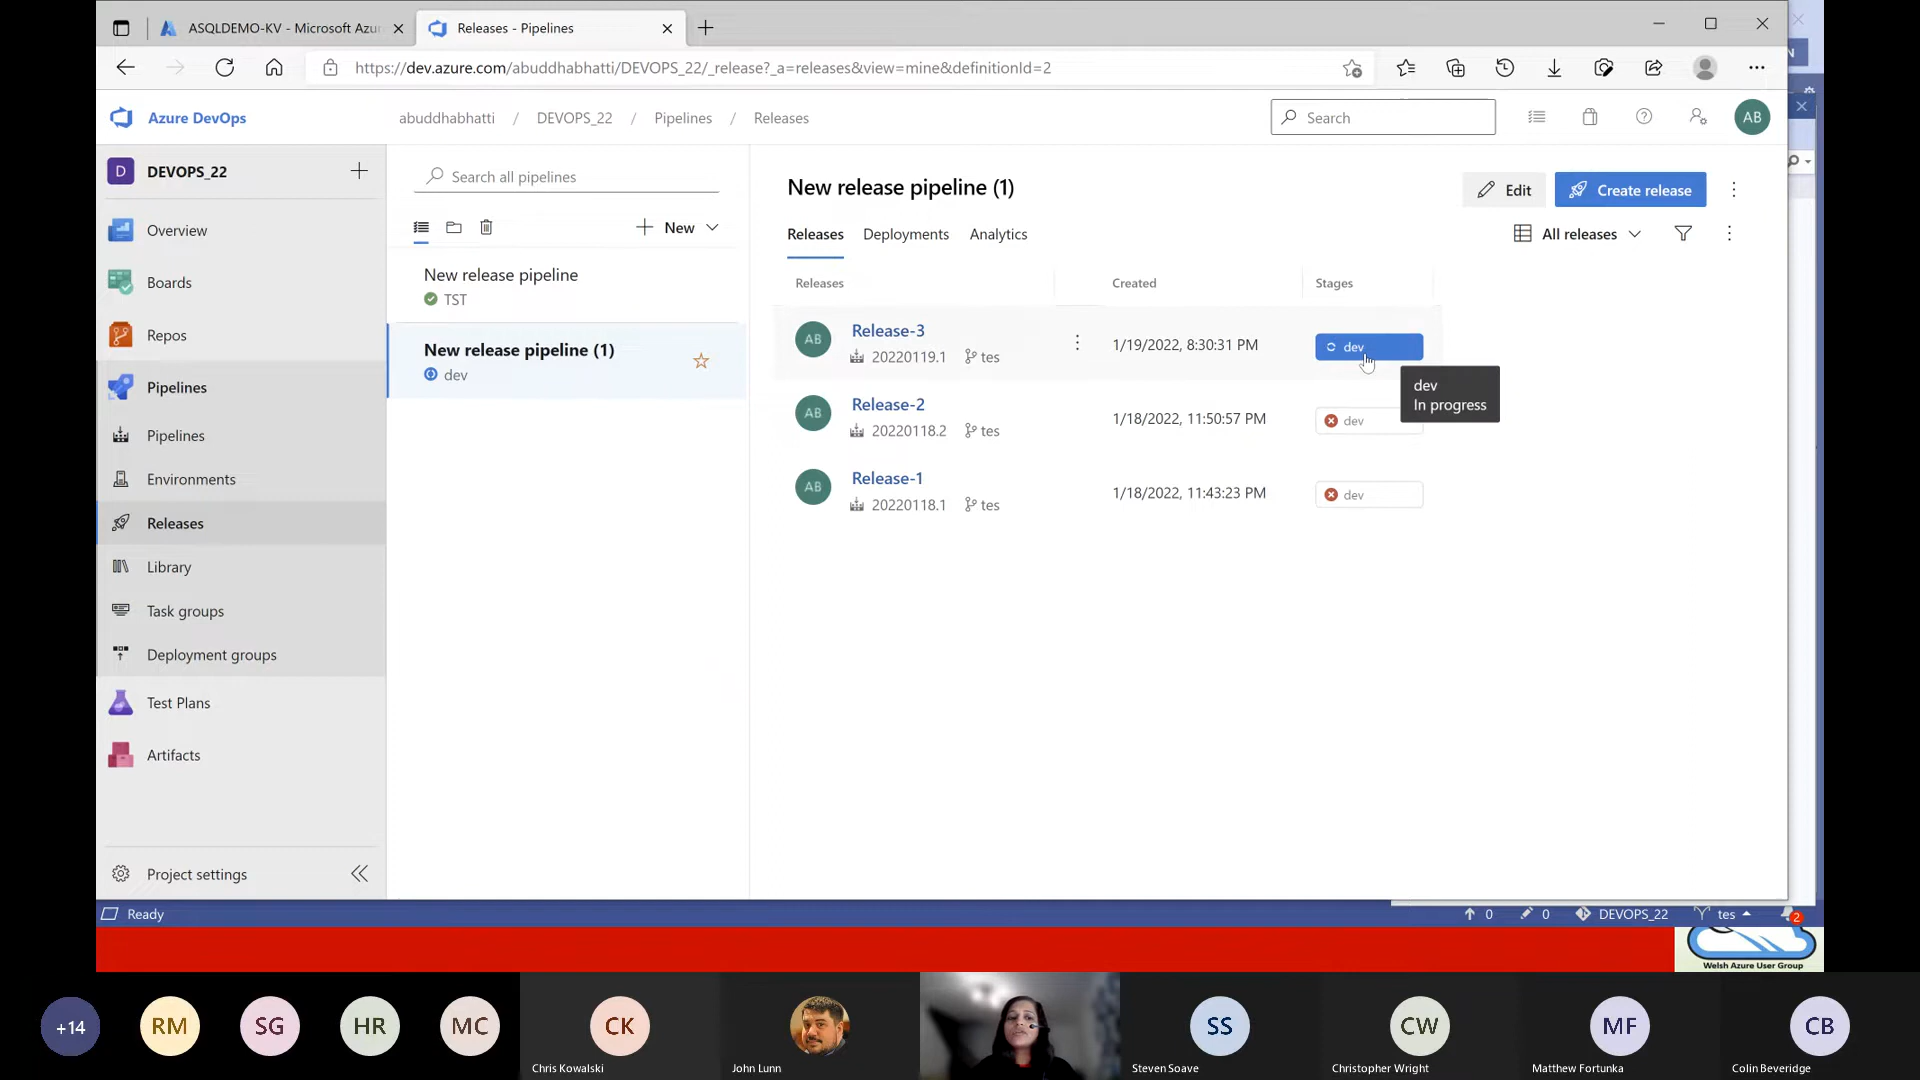 ASQLDEMO-KV - Microsoft Azur
Releases - Pipelines
https://dev.azure.com/abuddhabhatti/DEVOPS_22/_release?_a=releases&view=mine&definitionId=2
Azure DevOps
abuddhabhatti / DEVOPS_22 / Pipelines / Releases
Search
AB
D DEVOPS_22
Overview
Boards
Repos
Pipelines
Pipelines
Environments
Releases
Library
Task groups
Deployment groups
Test Plans
Artifacts
Project settings
Search all pipelines
New
New release pipeline
TST
New release pipeline (1)
dev
New release pipeline (1)
Edit
Create release
Releases Deployments Analytics
All releases
Releases Created Stages
AB Release-3
20220119.1 tes
1/19/2022, 8:30:31 PM
dev
dev
In progress
AB Release-2
20220118.2 tes
1/18/2022, 11:50:57 PM
dev
AB Release-1
20220118.1 tes
1/18/2022, 11:43:23 PM
dev
Ready
0 0 DEVOPS_22 tes 2
Welsh Azure User Group
+14
RM
SG
HR
MC
CK
Chris Kowalski
John Lunn
SS
Steven Soave
CW
Christopher Wright
MF
Matthew Fortunka
CB
Colin Beveridge